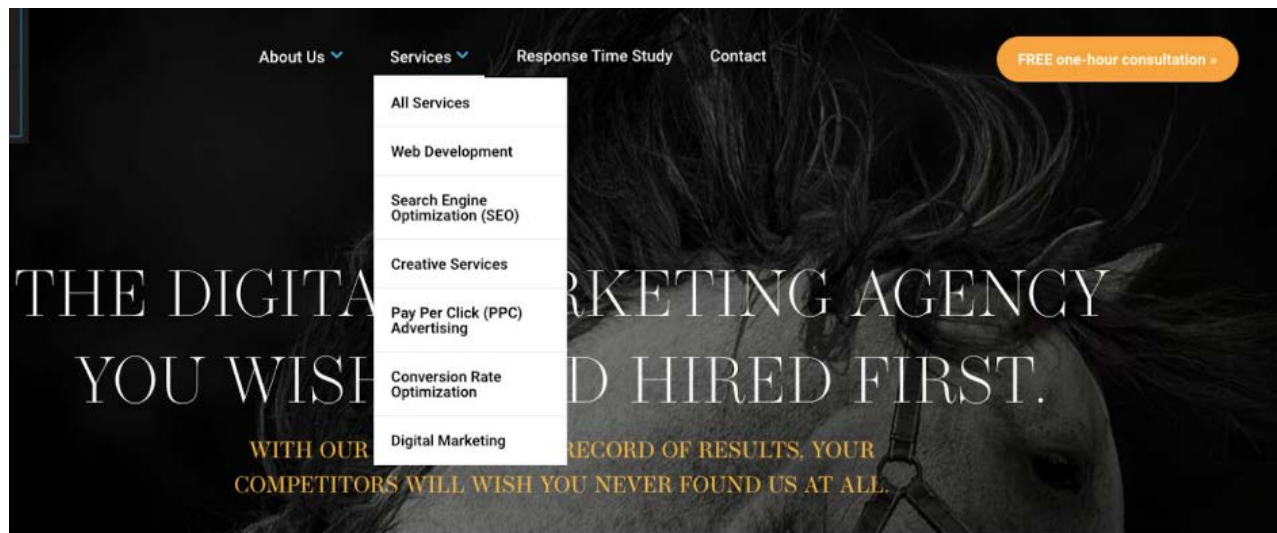 About Us
Services
Response Time Study
Contact
FREE one-hour consultation »
All Services
Web Development
Search Engine
Optimization (SEO)
Creative Services
Pay Per Click (PPC)
Advertising
Conversion Rate
Optimization
Digital Marketing
THE DIGITA RKETING AGENCY
YOU WISH D HIRED FIRST.
WITH OUR RECORD OF RESULTS, YOUR
COMPETITORS WILL WISH YOU NEVER FOUND US AT ALL.